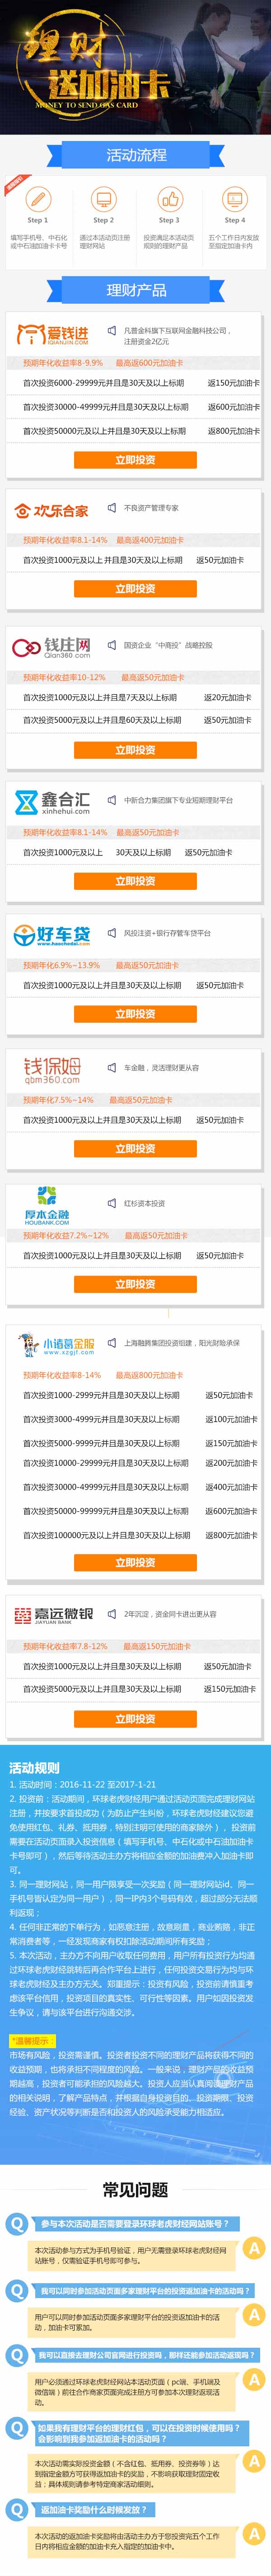 理财
送加油卡
MONEY TO SEND GAS CARD
活动流程
Step 1
Step 2
Step 3
Step 4
填写手机号、中石化
或中石油加油卡卡号
通过本活动页注册
理财网站
投资满足本活动页
规则的理财产品
五个工作日内发放
至指定加油卡内
理财产品
爱钱进
IQIANJIN.COM
凡普金科旗下互联网金融科技公司，
注册资金2亿元
预期年化收益率8-9.9% 最高返600元加油卡
首次投资6000-29999元并且是30天及以上标期 返150元加油卡
首次投资30000-49999元并且是30天及以上标期 返600元加油卡
首次投资50000元及以上并且是30天及以上标期 返800元加油卡
立即投资
欢乐合家
不良资产管理专家
预期年化收益率8.1-14% 最高返400元加油卡
首次投资1000元及以上 并且是30天及以上标期 返50元加油卡
立即投资
钱庄网
Qian360 com
国资企业“中商投”战略控股
预期年化收益率10-12% 最高返50元加油卡
首次投资1000元及以上并且是7天及以上标期 返20元加油卡
首次投资5000元及以上并且是60天及以上标期 返50元加油卡
立即投资
鑫合汇
xinhehui.com
中新合力集团旗下专业短期理财平台
预期年化收益率8.1-14% 最高返50元加油卡
首次投资1000元及以上 30天及以上标期 返50元加油卡
立即投资
好车贷
www.haochedai.com
风投注资+银行存管车贷平台
预期年化6.9%~13.9% 最高返50元加油卡
首次投资1000元及以上并且是30天及以上标期 返50元加油卡
立即投资
钱保姆
qbm360.com
车金融，灵活理财更从容
预期年化7.5%~14% 最高返50元加油卡
首次投资1000元及以上并且是30天及以上标期 返50元加油卡
立即投资
厚本金融
HOUBANK.COM
红杉资本投资
预期年化收益7.2%~12% 最高返50元加油卡
首次投资1000元及以上并且是30天及以上标期 返50元加油卡
立即投资
小诸葛金服
www.xzgjf.com
上海融腾集团投资组建，阳光财险承保
预期年化收益率8-14% 最高返800元加油卡
首次投资1000-2999元并且是30天及以上标期 返50元加油卡
首次投资3000-4999元并且是30天及以上标期 返100元加油卡
首次投资5000-9999元并且是30天及以上标期 返150元加油卡
首次投资10000-29999元并且是30天及以上标期 返200元加油卡
首次投资30000-49999元并且是30天及以上标期 返400元加油卡
首次投资50000-99999元并且是30天及以上标期 返600元加油卡
首次投资100000元及以上并且是30天及以上标期 返800元加油卡
立即投资
嘉远微银
JIAYUAN BANK
2年沉淀，资金同卡进出更从容
预期年化收益率7.8-12% 最高返150元加油卡
首次投资1000元及以上并且是30天及以上标期 返50元加油卡
首次投资5000元及以上并且是30天及以上标期 返150元加油卡
立即投资
活动规则
1. 活动时间：2016-11-22 至2017-1-21
2. 投资前：活动期间，环球老虎财经用户通过活动页面完成理财网站
注册，并按要求首投成功（为防止产生纠纷，环球老虎财经建议您避
免使用红包、礼券、抵用券，特别注明可使用的商家除外），投资前
需要在活动页面录入投资信息（填写手机号、中石化或中石油加油卡
卡号即可），然后等待活动主办方将相应金额的加油费冲入加油卡即
可。
3. 同一理财网站，同一用户限享受一次奖励（同一理财网站id、同一
手机号皆认定为同一用户），同一IP内3个号码有效，超过部分无法顺
利返现；
4. 任何非正常的下单行为，如恶意注册，故意刷量，商业贿赂，非正
常消费者等，一经发现商家有权扣除活动期间所有奖励；
5. 本次活动，主办方不向用户收取任何费用，用户所有投资行为均通
过环球老虎财经跳转后再合作平台上进行，任何投资交易行为均与环
球老虎财经及主办方无关。郑重提示：投资有风险，投资前请慎重考
虑该平台信用，投资项目的真实性、可行性等因素。用户如因投资发
生争议，请与该平台进行沟通交涉。
*温馨提示：
市场有风险，投资需谨慎。投资者投资不同的理财产品将获得不同的
收益预期，也将承担不同程度的风险。一般来说，理财产品的收益预
期越高，投资者可能承担的风险越大。投资人应当认真阅读理财产品
的相关说明，了解产品特点，并根据自身投资目的、投资期限、投资
经验、资产状况等判断是否和投资人的风险承受能力相适应。
常见问题
Q
参与本次活动是否需要登录环球老虎财经网站账号？
A
本次活动参与方式为手机号验证，用户无需登录环球老虎财经网
站账号，仅需验证手机号即可参与。
Q
我可以同时参加活动页面多家理财平台的投资返加油卡的活动吗？
A
用户可以同时参加活动页面多家理财平台的投资返加油卡的活
动，加油卡可累加。
Q
我可以直接去理财公司官网进行投资吗，那样还能参加活动返现吗？
A
用户必须通过环球老虎财经网站本活动页面（pc端、手机端及
微信端）前往合作商家页面完成注册方可参加本次理财返现活
动。
Q
如果我有理财平台的理财红包，可以在投资时候使用吗？
会影响到我参加返加油卡的活动吗？
A
本次活动需实际投资金额（不含红包、抵用券、投资券等）达
到指定金额方可获得返加油卡的奖励，不影响获取理财固定收
益；具体规则请参考特定商家活动细则。
Q
返加油卡奖励什么时候发放？
A
本次活动的返加油卡奖励将由活动主办方于您投资完五个工作
日内将相应金额的加油卡充入指定的加油卡中。